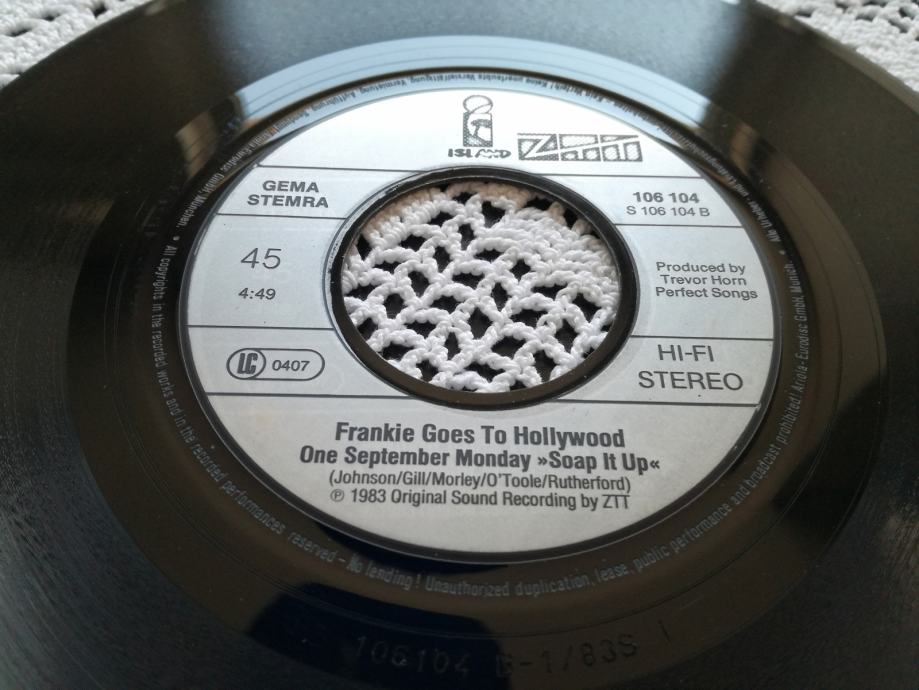 ISLAND
ZTT
GEMA
STEMRA
45
4:49
LC 0407
106 104
S 106 104 B
Produced by
Trevor Horn
Perfect Songs
HI-FI
STEREO
Frankie Goes To Hollywood
One September Monday »Soap It Up«
(Johnson/Gill/Morley/O'Toole/Rutherford)
℗ 1983 Original Sound Recording by ZTT
• All copyrights in the recorded works and in the recorded performances reserved – No lending! Unauthorized duplication, lease, public performance and broadcast prohibited! Ariola-Eurodisc GmbH, Munich.
106104 B-1/83S